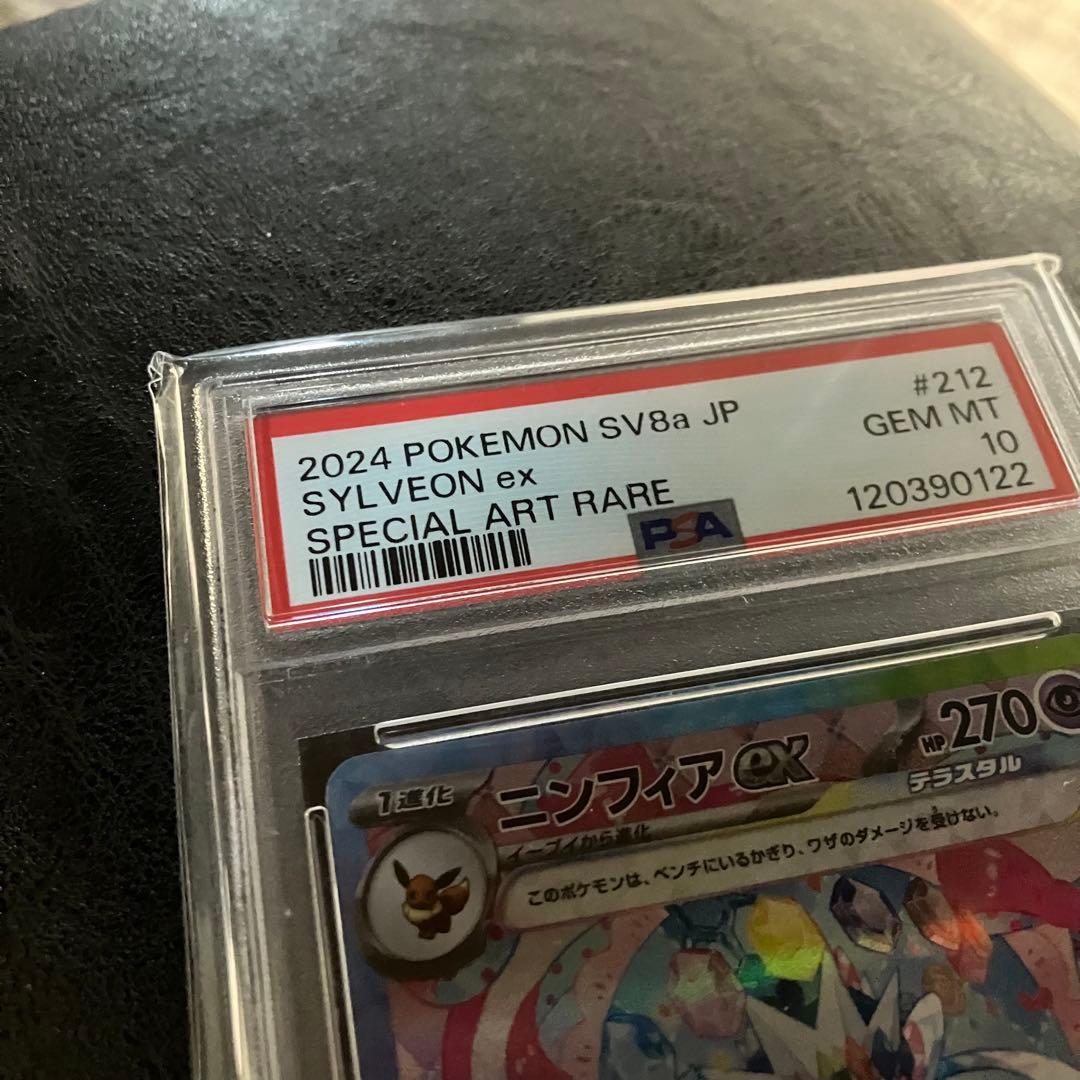 2024 POKEMON SV8a JP
#212
SYLVEON ex
GEM MT
SPECIAL ART RARE
10
PSA
120390122
1進化
ニンフィアex
HP270
テラスタル
イーブイから進化
このポケモンは、ベンチにいるかぎり、ワザのダメージを受けない。